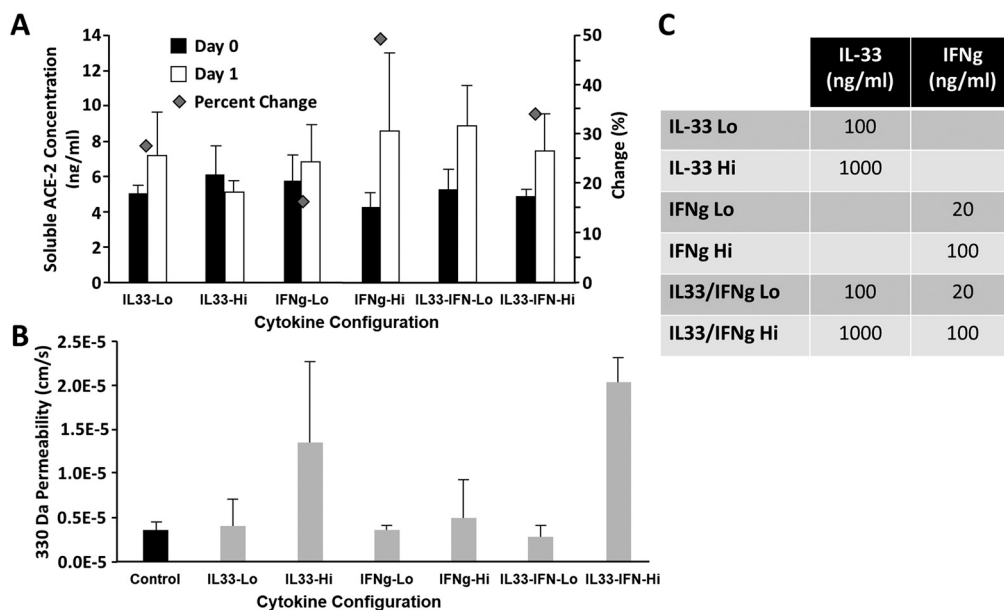 A
Soluble ACE-2 Concentration
(ng/ml)
14
12
10
8
6
4
2
0
Day 0
Day 1
Percent Change
50
40
30
20
10
0
Change (%)
IL33-Lo IL33-Hi IFNg-Lo IFNg-Hi IL33-IFN-Lo IL33-IFN-Hi
Cytokine Configuration
B
330 Da Permeability (cm/s)
2.5E-5
2.0E-5
1.5E-5
1.0E-5
0.5E-5
0.0E-5
Control IL33-Lo IL33-Hi IFNg-Lo IFNg-Hi IL33-IFN-Lo IL33-IFN-Hi
Cytokine Configuration
C
IL-33 IFNg
(ng/ml) (ng/ml)
IL-33 Lo 100
IL-33 Hi 1000
IFNg Lo 20
IFNg Hi 100
IL33/IFNg Lo 100 20
IL33/IFNg Hi 1000 100